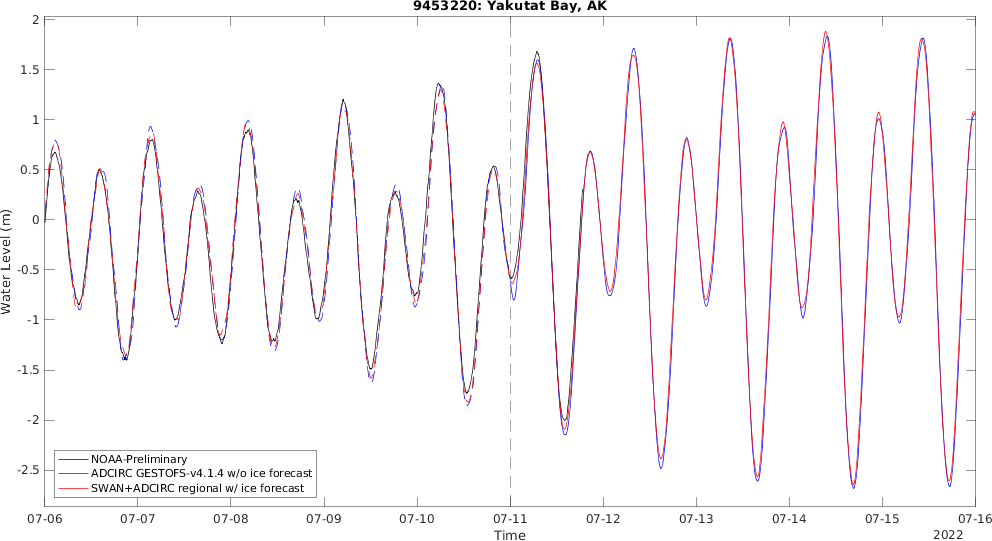 9453220: Yakutat Bay, AK
2
1.5
1
0.5
0
-0.5
-1
-1.5
-2
-2.5
Water Level (m)
NOAA-Preliminary
ADCIRC GESTOFS-v4.1.4 w/o ice forecast
SWAN+ADCIRC regional w/ ice forecast
07-06 07-07 07-08 07-09 07-10 07-11 07-12 07-13 07-14 07-15 07-16
Time
2022